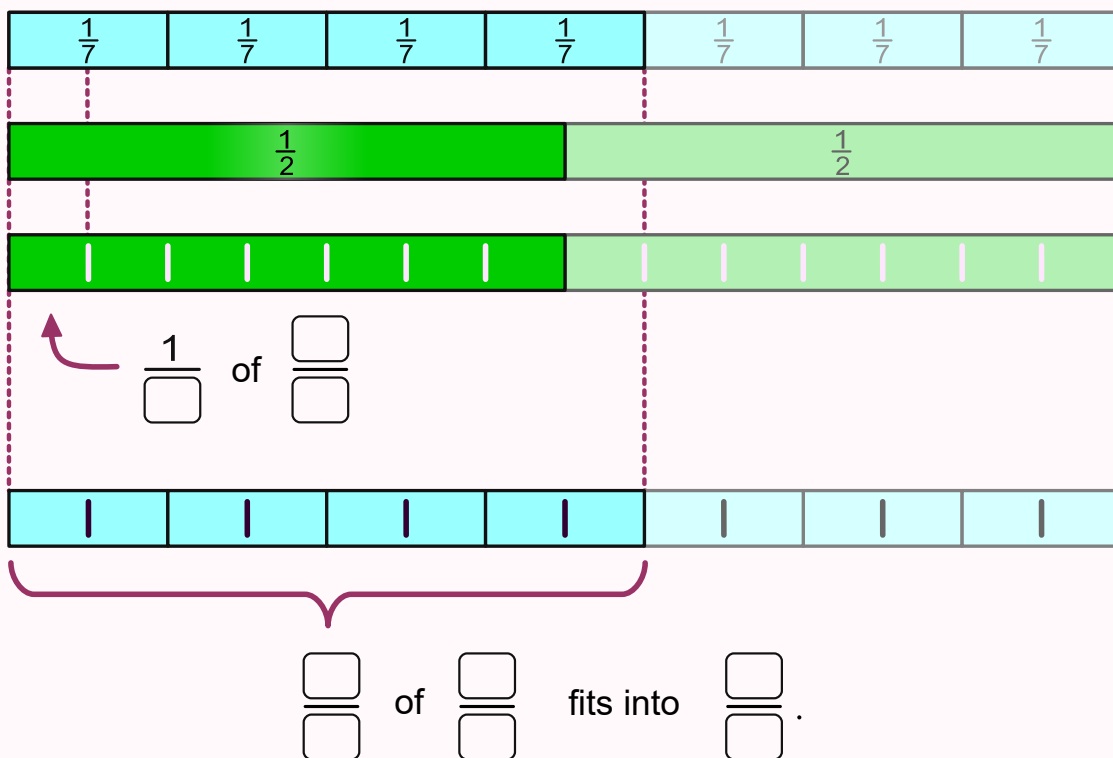 1/7 1/7 1/7 1/7 1/7 1/7 1/7
1/2 1/2
1/□ of □/□
□/□ of □/□ fits into □/□.